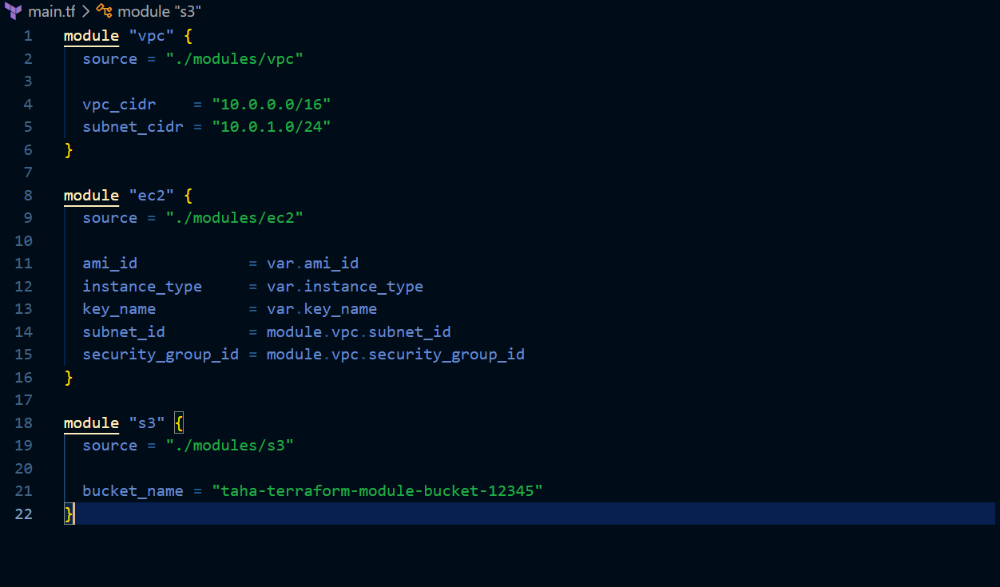 main.tf > module "s3"
1 module "vpc" {
2   source = "./modules/vpc"
3
4   vpc_cidr    = "10.0.0.0/16"
5   subnet_cidr = "10.0.1.0/24"
6 }
7
8 module "ec2" {
9   source = "./modules/ec2"
10
11   ami_id            = var.ami_id
12   instance_type     = var.instance_type
13   key_name          = var.key_name
14   subnet_id         = module.vpc.subnet_id
15   security_group_id = module.vpc.security_group_id
16 }
17
18 module "s3" {
19   source = "./modules/s3"
20
21   bucket_name = "taha-terraform-module-bucket-12345"
22 }